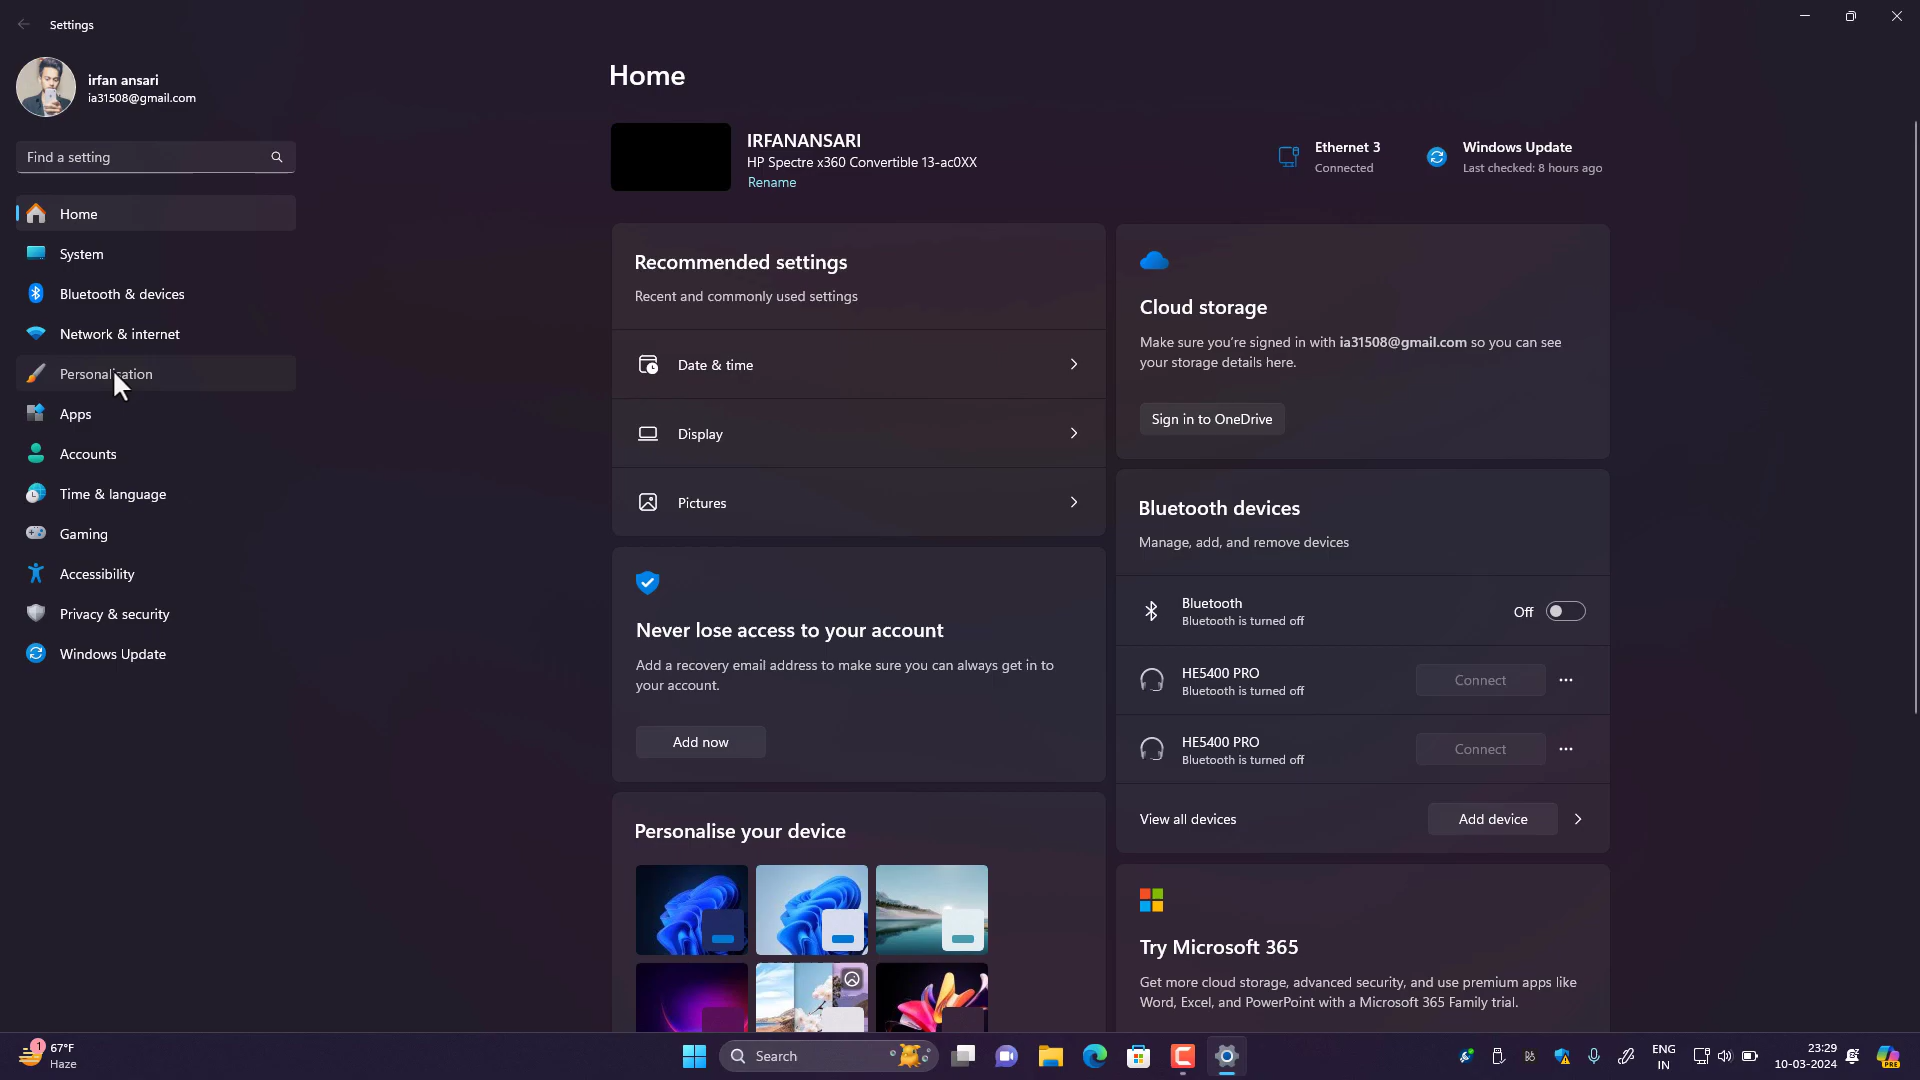 Settings
irfan ansari
ia31508@gmail.com
Find a setting
Home
System
Bluetooth & devices
Network & internet
Personalisation
Apps
Accounts
Time & language
Gaming
Accessibility
Privacy & security
Windows Update
Home
IRFANANSARI
HP Spectre x360 Convertible 13-ac0XX
Rename
Ethernet 3
Connected
Windows Update
Last checked: 8 hours ago
Recommended settings
Recent and commonly used settings
Date & time
Display
Pictures
Never lose access to your account
Add a recovery email address to make sure you can always get in to
your account.
Add now
Personalise your device
Cloud storage
Make sure you're signed in with ia31508@gmail.com so you can see
your storage details here.
Sign in to OneDrive
Bluetooth devices
Manage, add, and remove devices
Bluetooth
Bluetooth is turned off
Off
HE5400 PRO
Bluetooth is turned off
Connect
HE5400 PRO
Bluetooth is turned off
Connect
View all devices
Add device
Try Microsoft 365
Get more cloud storage, advanced security, and use premium apps like
Word, Excel, and PowerPoint with a Microsoft 365 Family trial.
1
67°F
Haze
Search
ENG
IN
23:29
10-03-2024
PRE